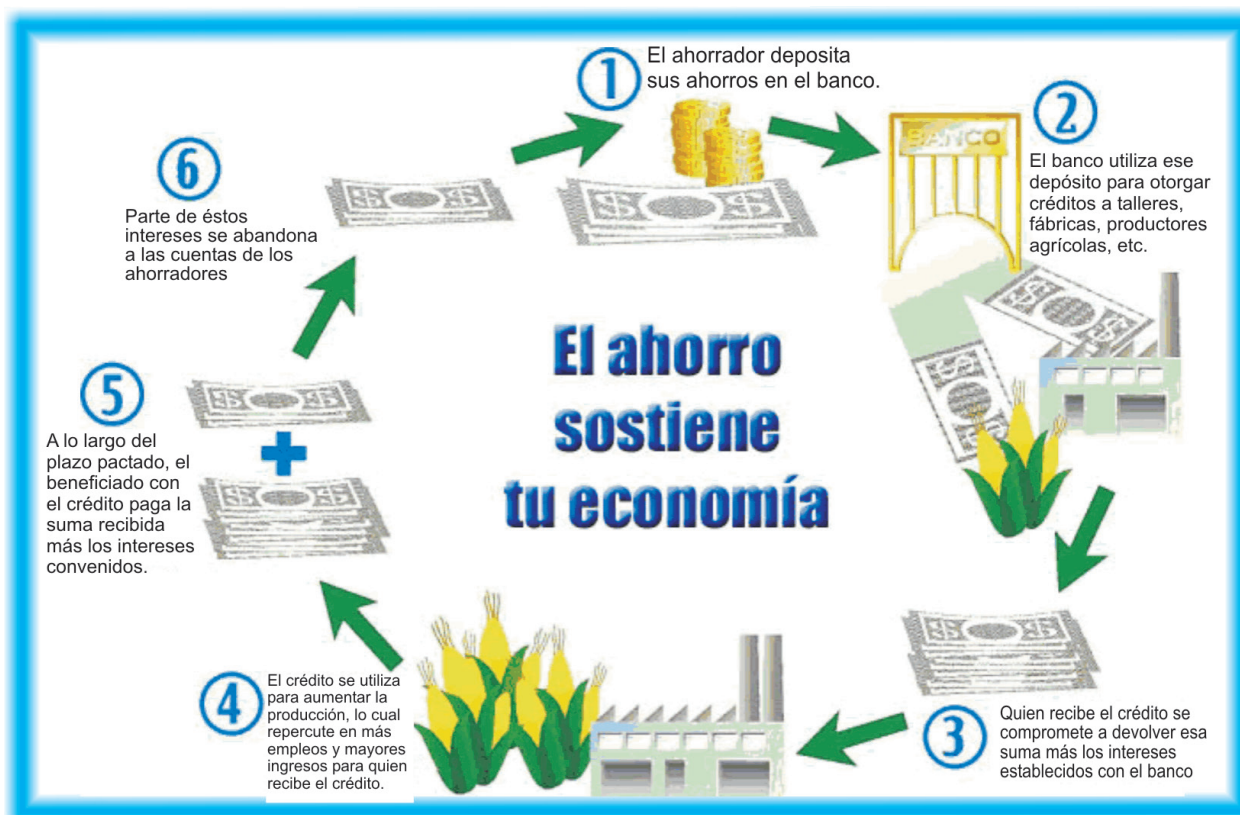 1
El ahorrador deposita
sus ahorros en el banco.
BANCO
2
El banco utiliza ese
depósito para otorgar
créditos a talleres,
fábricas, productores
agrícolas, etc.
3
Quien recibe el crédito se
compromete a devolver esa
suma más los intereses
establecidos con el banco
4
El crédito se utiliza
para aumentar la
producción, lo cual
repercute en más
empleos y mayores
ingresos para quien
recibe el crédito.
5
A lo largo del
plazo pactado, el
beneficiado con
el crédito paga la
suma recibida
más los intereses
convenidos.
6
Parte de éstos
intereses se abandona
a las cuentas de los
ahorradores
El ahorro
sostiene
tu economía